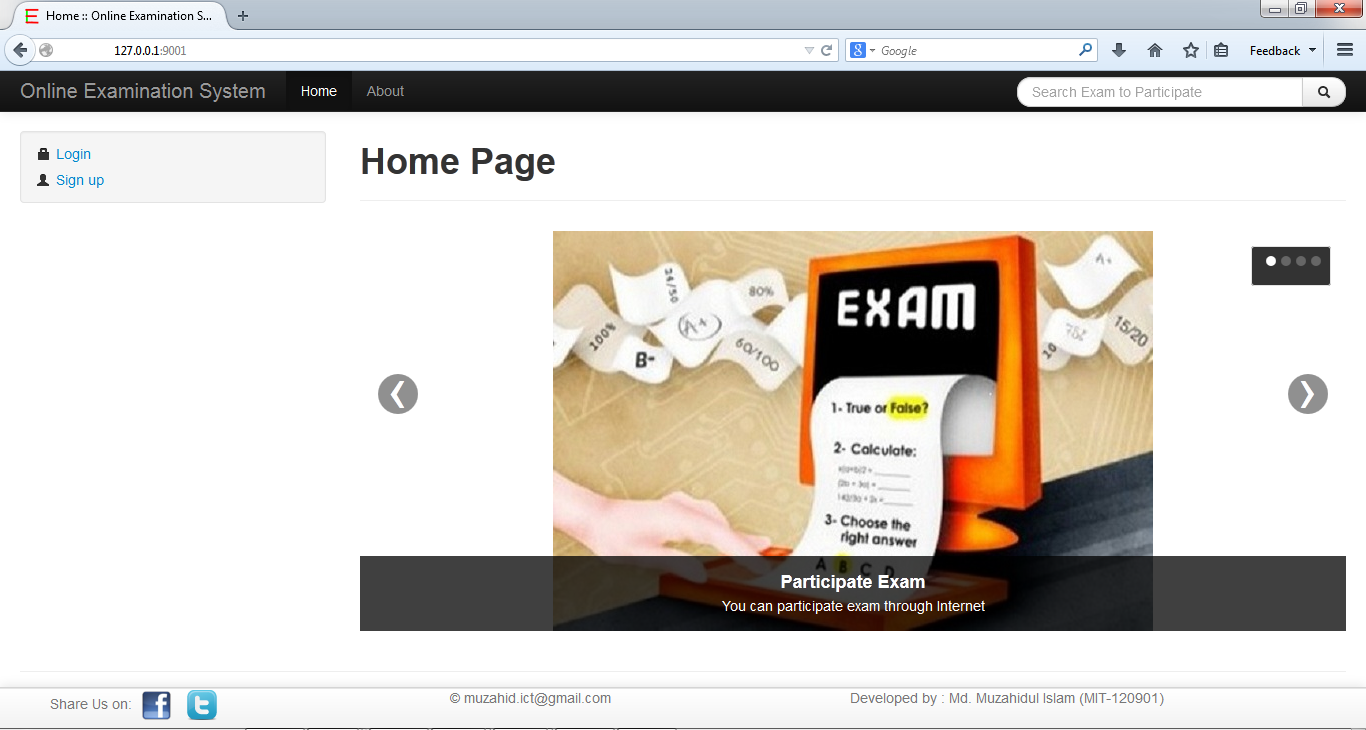 Home :: Online Examination S...
127.0.0.1:9001
Google
Feedback
Online Examination System
Home
About
Search Exam to Participate
Login
Sign up
Home Page
24/50
80%
A+
100%
A+
B-
60/100
10
15/20
EXAM
1- True or False?
2- Calculate:
3- Choose the
right answer
A B C D
Participate Exam
You can participate exam through Internet
Share Us on:
© muzahid.ict@gmail.com
Developed by : Md. Muzahidul Islam (MIT-120901)